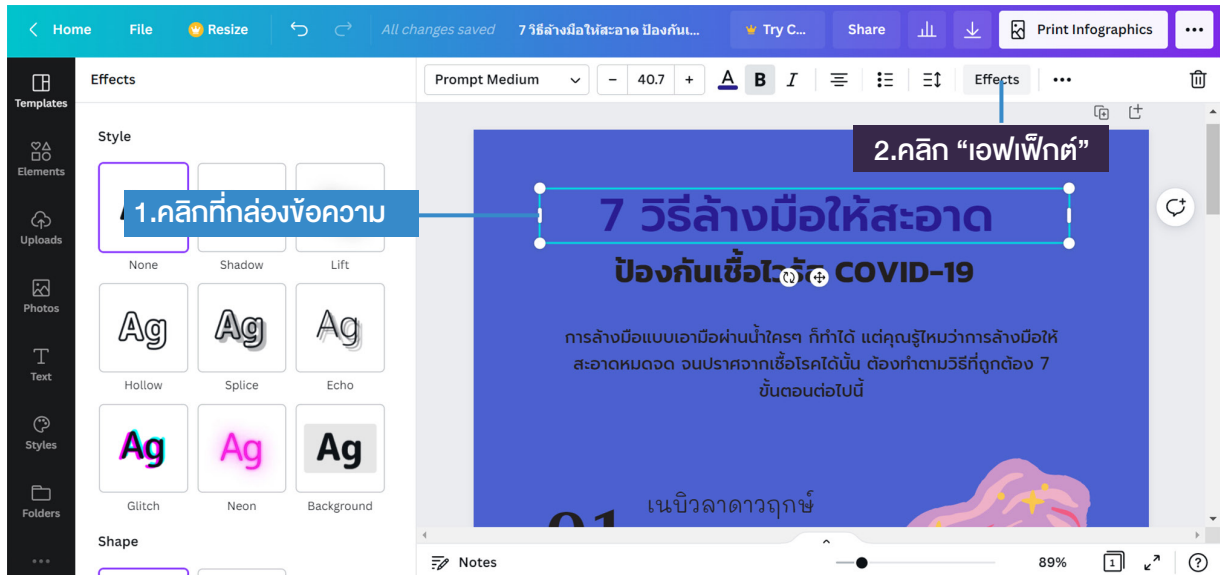 Home File Resize All changes saved 7 วิธีล้างมือให้สะอาด ป้องกันเ... Try C... Share Print Infographics
Templates
Elements
Uploads
Photos
Text
Styles
Folders
Effects
Style
None Shadow Lift
Ag Ag Ag
Hollow Splice Echo
Ag Ag Ag
Glitch Neon Background
Shape
1.คลิกที่กล่องข้อความ
Prompt Medium – 40.7 + A B I Effects
2.คลิก “เอฟเฟ็กต์”
7 วิธีล้างมือให้สะอาด
ป้องกันเชื้อไวรัส COVID-19
การล้างมือแบบเอามือผ่านน้ำใครๆ ก็ทำได้ แต่คุณรู้ไหมว่าการล้างมือให้
สะอาดหมดจด จนปราศจากเชื้อโรคได้นั้น ต้องทำตามวิธีที่ถูกต้อง 7
ขั้นตอนต่อไปนี้
01
เนบิวลาดาวฤกษ์
Notes 89% 1 ?